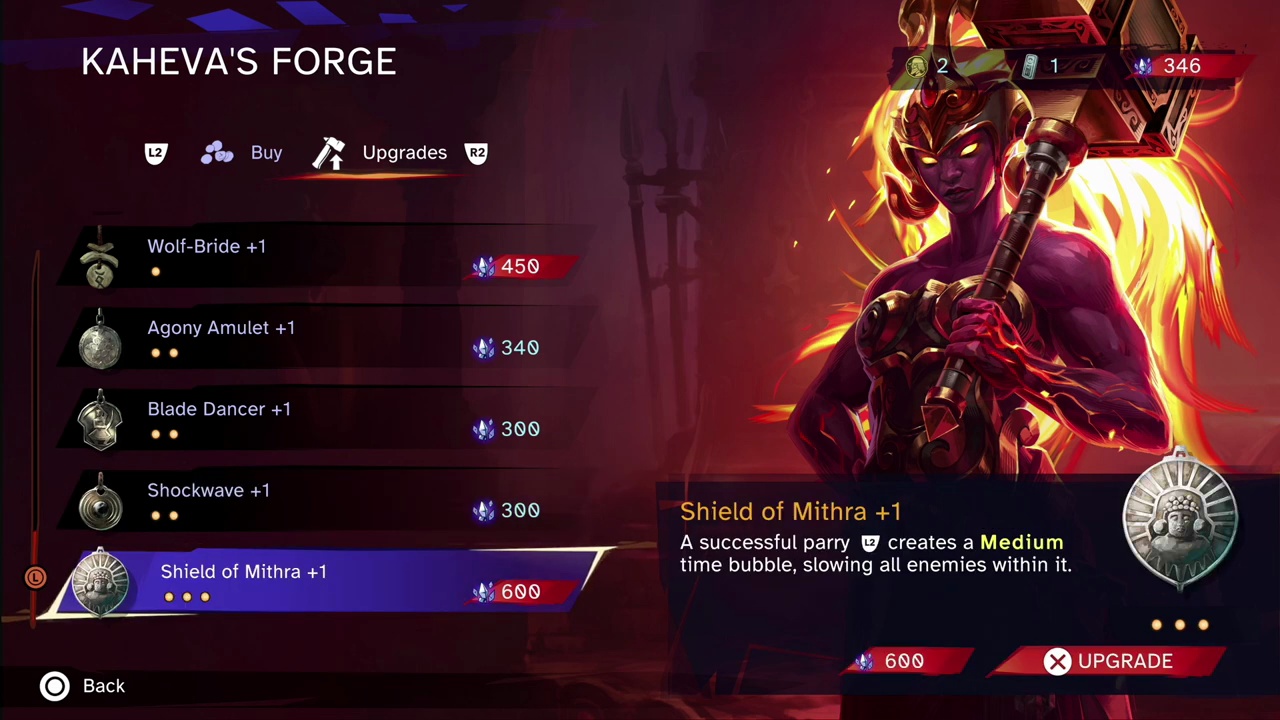 KAHEVA'S FORGE
2
1
346
L2
Buy
Upgrades
R2
Wolf-Bride +1
450
Agony Amulet +1
340
Blade Dancer +1
300
Shockwave +1
300
L
Shield of Mithra +1
600
Shield of Mithra +1
A successful parry L2 creates a Medium
time bubble, slowing all enemies within it.
600
UPGRADE
Back